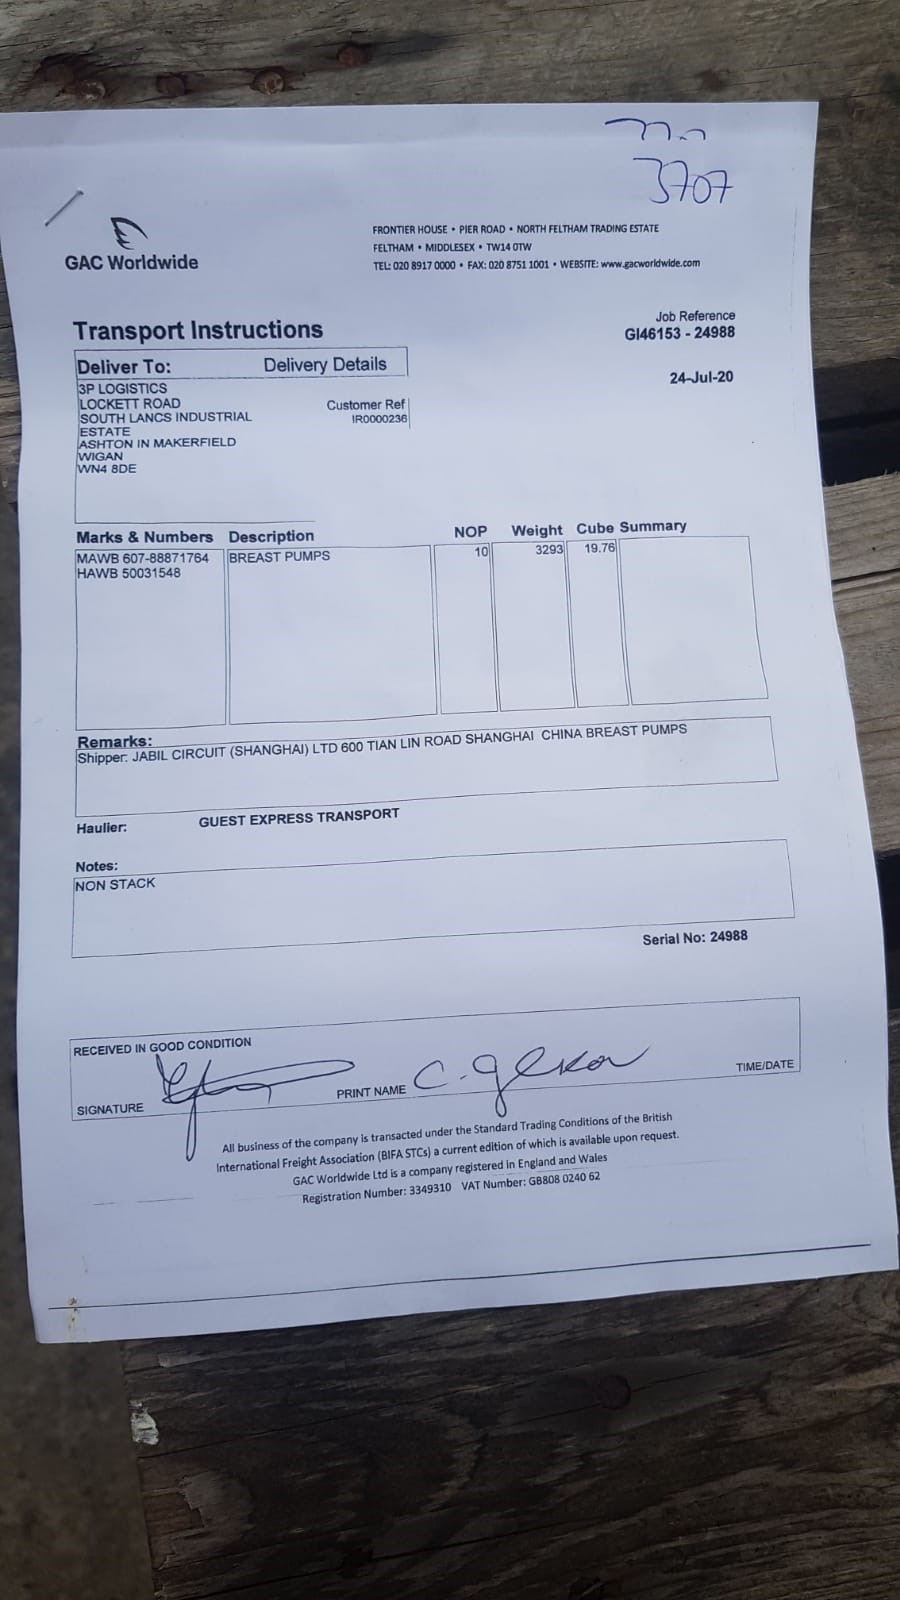 3707
GAC Worldwide
FRONTIER HOUSE • PIER ROAD • NORTH FELTHAM TRADING ESTATE
FELTHAM • MIDDLESEX • TW14 0TW
TEL: 020 8917 0000 • FAX: 020 8751 1001 • WEBSITE: www.gacworldwide.com
Transport Instructions
Job Reference
GI46153 - 24988
24-Jul-20
Deliver To: Delivery Details
3P LOGISTICS
LOCKETT ROAD
SOUTH LANCS INDUSTRIAL
ESTATE
ASHTON IN MAKERFIELD
WIGAN
WN4 8DE
Customer Ref
IR0000236
Marks & Numbers Description NOP Weight Cube Summary
MAWB 607-88871764 BREAST PUMPS 10 3293 19.76
HAWB 50031548
Remarks:
Shipper: JABIL CIRCUIT (SHANGHAI) LTD 600 TIAN LIN ROAD SHANGHAI CHINA BREAST PUMPS
Haulier: GUEST EXPRESS TRANSPORT
Notes:
NON STACK
Serial No: 24988
RECEIVED IN GOOD CONDITION
SIGNATURE PRINT NAME C. TIME/DATE
All business of the company is transacted under the Standard Trading Conditions of the British
International Freight Association (BIFA STCs) a current edition of which is available upon request.
GAC Worldwide Ltd is a company registered in England and Wales
Registration Number: 3349310 VAT Number: GB808 0240 62